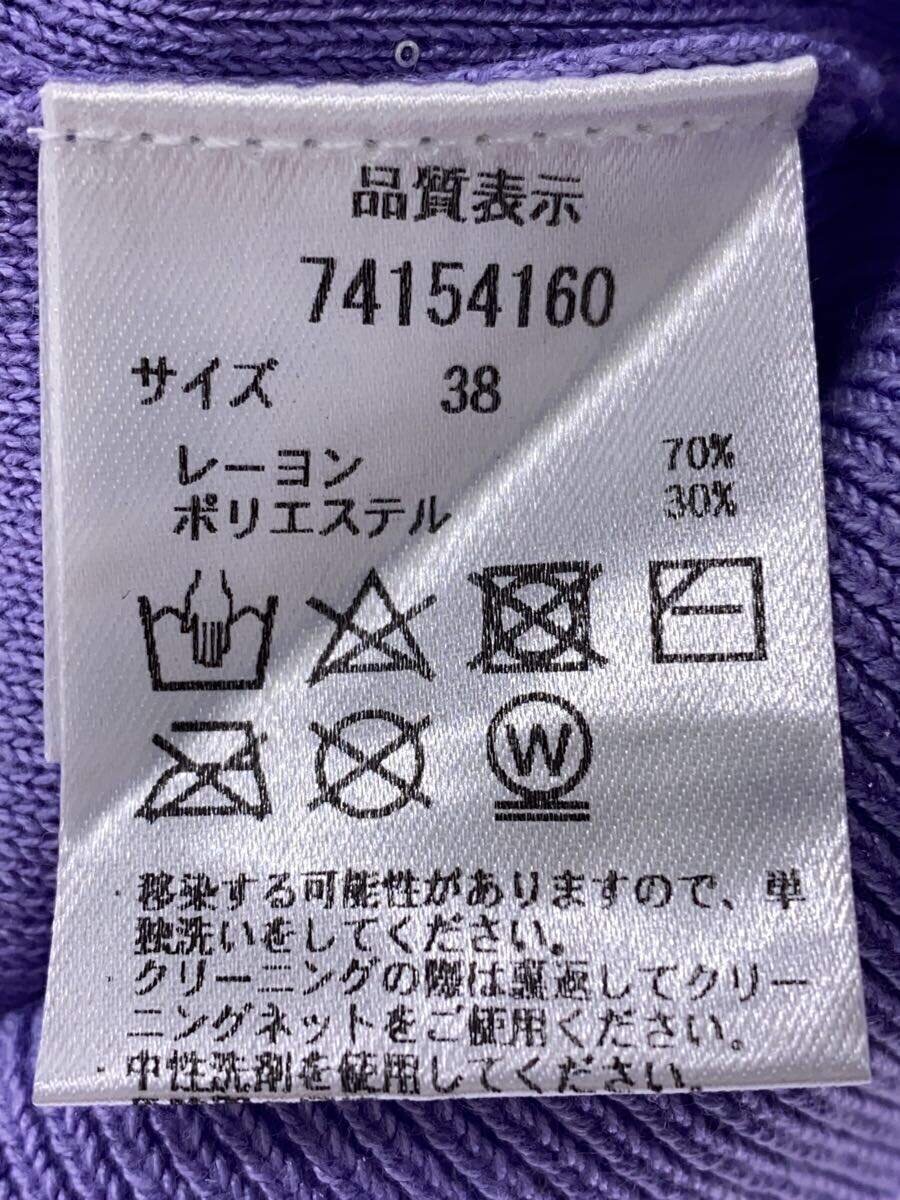 品質表示
74154160
サイズ 38
レーヨン 70%
ポリエステル 30%
W
・移染する可能性がありますので、単
独洗いをしてください。
クリーニングの際は裏返してクリー
ニングネットをご使用ください。
・中性洗剤を使用してください。